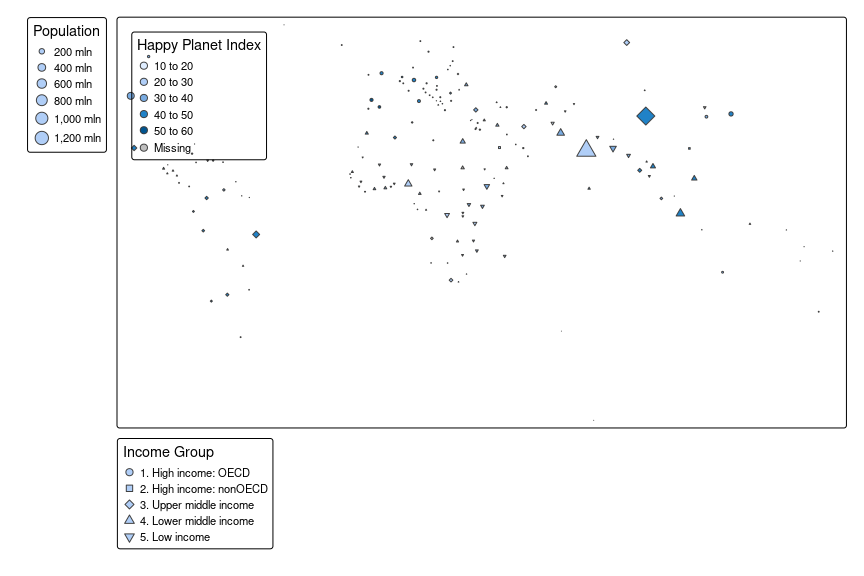 Population
200 mln
400 mln
600 mln
800 mln
1,000 mln
1,200 mln
Happy Planet Index
10 to 20
20 to 30
30 to 40
40 to 50
50 to 60
Missing
Income Group
1. High income: OECD
2. High income: nonOECD
3. Upper middle income
4. Lower middle income
5. Low income